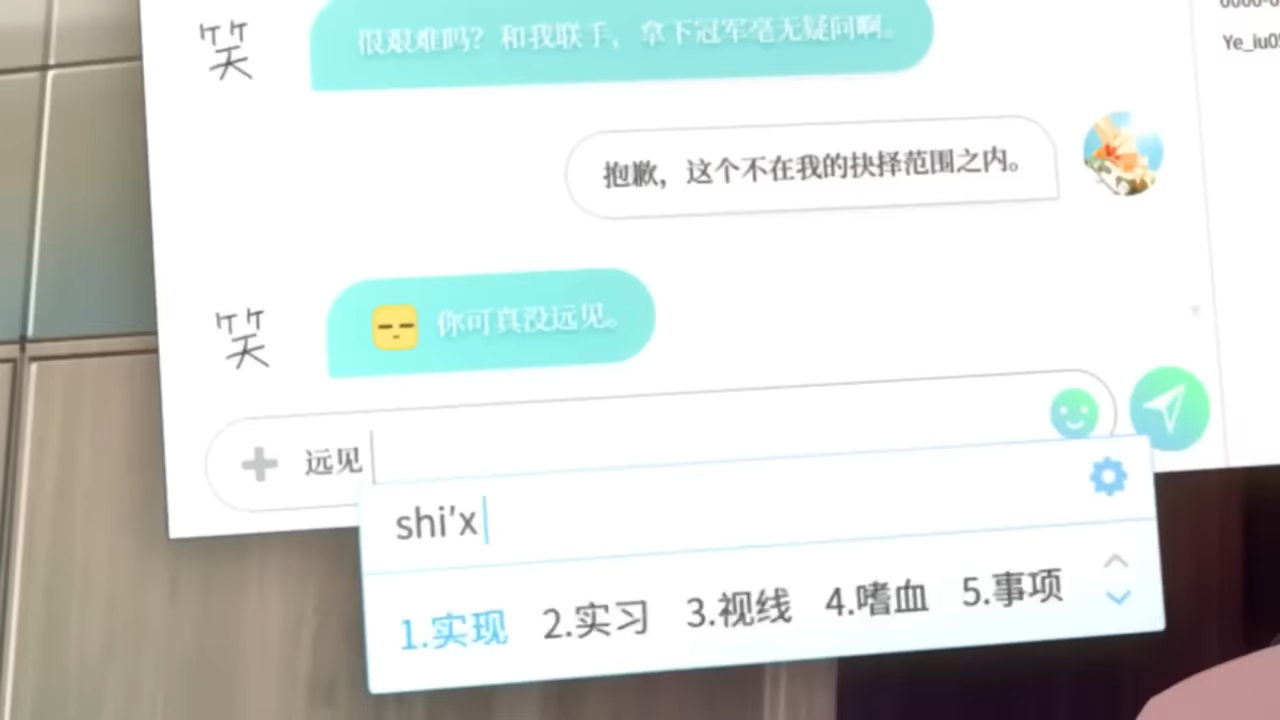 笑
很艰难吗？和我联手，拿下冠军毫无疑问啊。
Ye_iu0
抱歉，这个不在我的抉择范围之内。
笑
你可真没远见。
远见
shi'x
1.实现 2.实习 3.视线 4.嗜血 5.事项